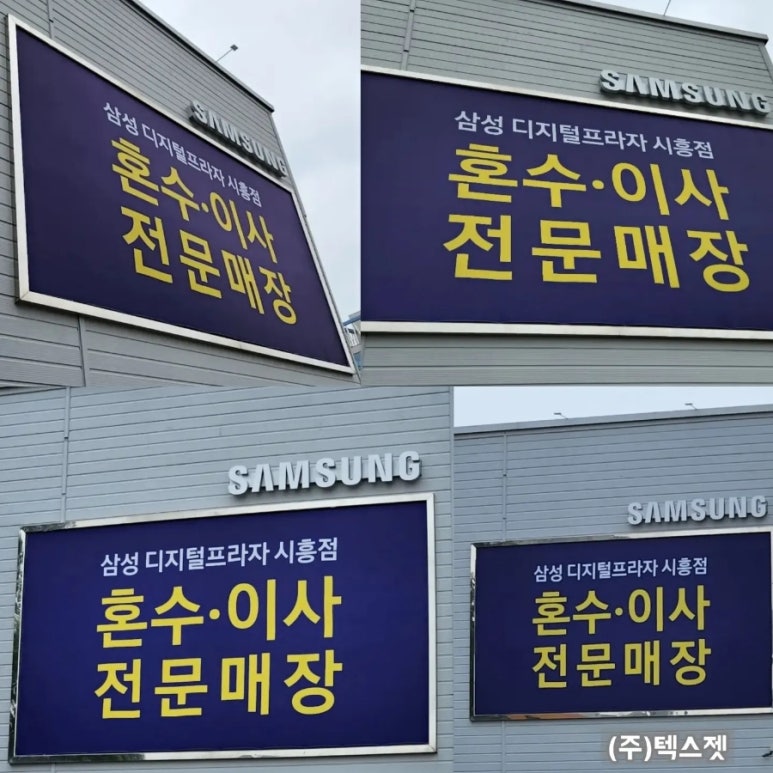 SAMSUNG
삼성 디지털프라자 시흥점
혼수·이사
전문매장
SAMSUNG
삼성 디지털프라자 시흥점
혼수·이사
전문매장
SAMSUNG
삼성 디지털프라자 시흥점
혼수·이사
전문매장
SAMSUNG
삼성 디지털프라자 시흥점
혼수·이사
전문매장
(주)텍스젯